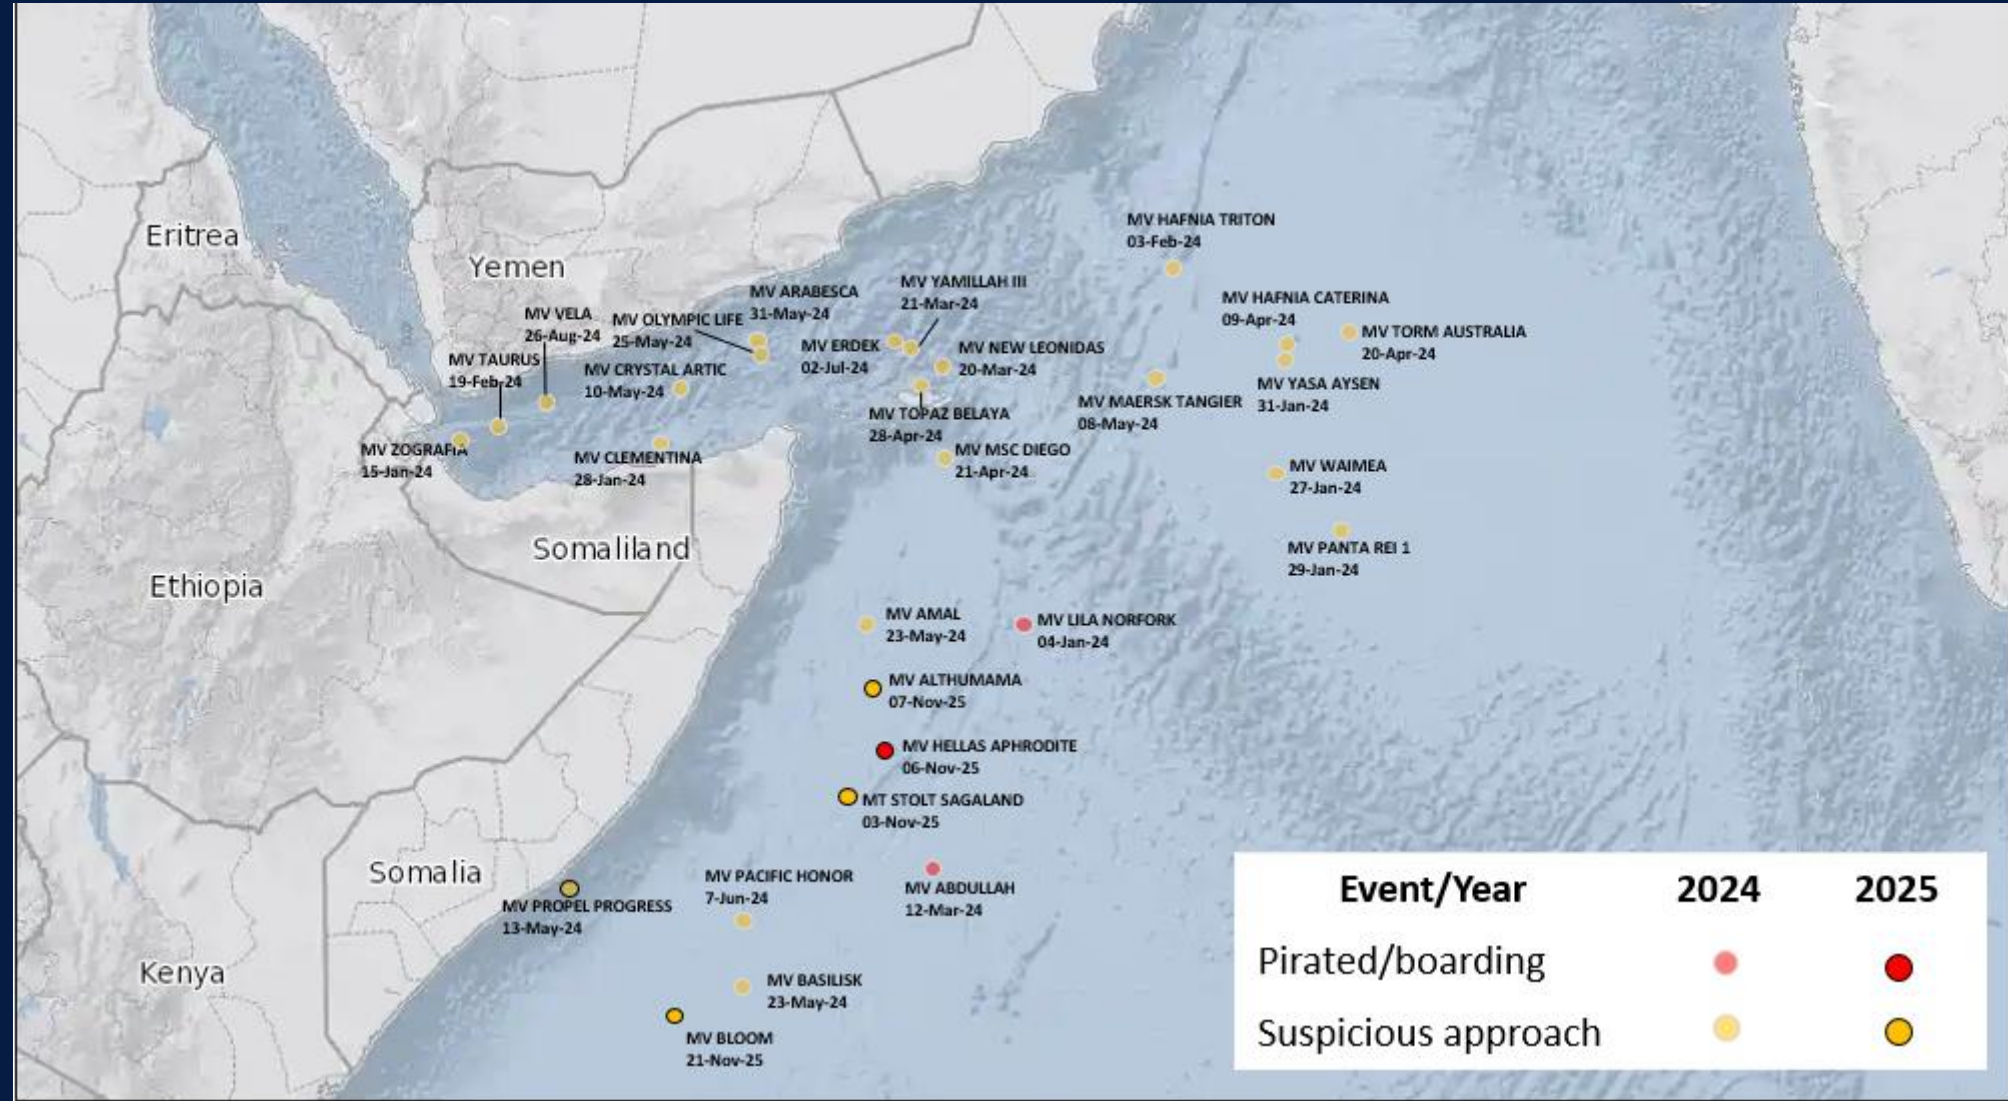 Eritrea
Yemen
Ethiopia
Somaliland
Somalia
Kenya
MV HAFNIA TRITON
03-Feb-24
MV YAMILLAH III
21-Mar-24
MV ARABESCA
31-May-24
MV HAFNIA CATERINA
09-Apr-24
MV VELA
26-Aug-24
MV OLYMPIC LIFE
25-May-24
MV TORM AUSTRALIA
20-Apr-24
MV ERDEK
02-Jul-24
MV NEW LEONIDAS
20-Mar-24
MV TAURUS
19-Feb-24
MV CRYSTAL ARTIC
10-May-24
MV YASA AYSEN
31-Jan-24
MV MAERSK TANGIER
08-May-24
MV TOPAZ BELAYA
28-Apr-24
MV ZOGRAFIA
15-Jan-24
MV CLEMENTINA
28-Jan-24
MV MSC DIEGO
21-Apr-24
MV WAIMEA
27-Jan-24
MV PANTA REI 1
29-Jan-24
MV AMAL
23-May-24
MV LILA NORFORK
04-Jan-24
MV ALTHUMAMA
07-Nov-25
MV HELLAS APHRODITE
06-Nov-25
MT STOLT SAGALAND
03-Nov-25
MV PACIFIC HONOR
7-Jun-24
MV ABDULLAH
12-Mar-24
MV PROPEL PROGRESS
13-May-24
MV BASILISK
23-May-24
MV BLOOM
21-Nov-25
Event/Year 2024 2025
Pirated/boarding
Suspicious approach